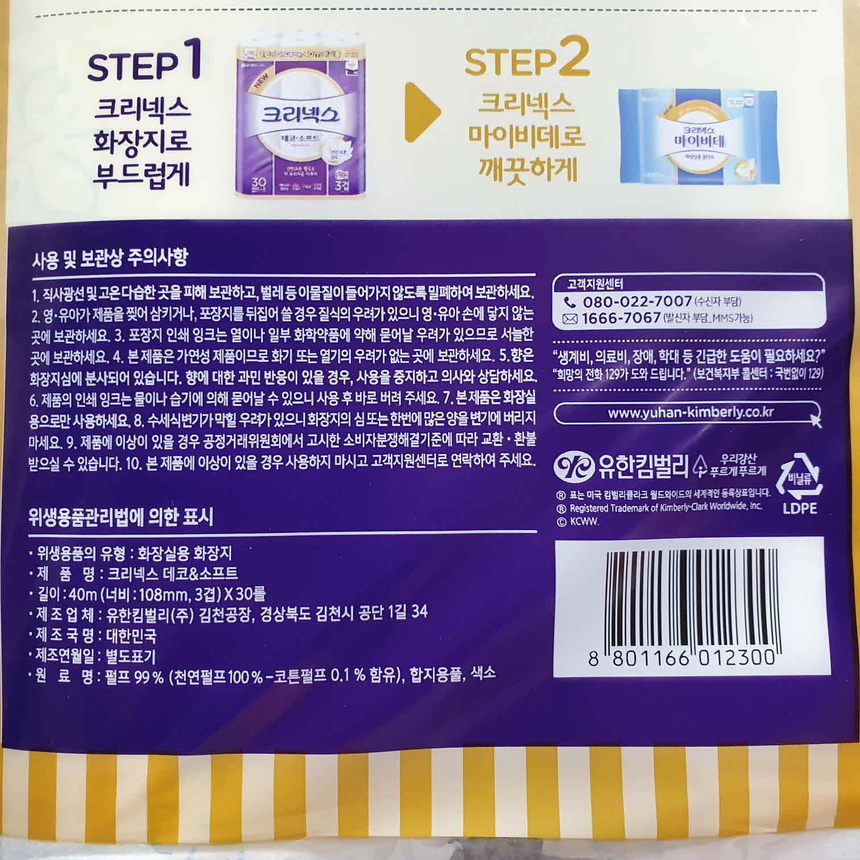 STEP1
크리넥스
화장지로
부드럽게
NEW
크리넥스
데코&소프트
30
3겹
STEP2
크리넥스
마이비데로
깨끗하게
크리넥스
마이비데
사용 및 보관상 주의사항
1. 직사광선 및 고온다습한 곳을 피해 보관하고, 벌레 등 이물질이 들어가지 않도록 밀폐하여 보관하세요.
2. 영·유아가 제품을 찢어 삼키거나, 포장지를 뒤집어 쓸 경우 질식의 우려가 있으니 영·유아 손에 닿지 않는
곳에 보관하세요. 3. 포장지 인쇄 잉크는 열이나 일부 화학약품에 약해 묻어날 우려가 있으므로 서늘한
곳에 보관하세요. 4. 본 제품은 가연성 제품이므로 화기 또는 열기의 우려가 없는 곳에 보관하세요. 5.향은
화장지심에 분사되어 있습니다. 향에 대한 과민 반응이 있을 경우, 사용을 중지하고 의사와 상담하세요.
6. 제품의 인쇄 잉크는 물이나 습기에 의해 묻어날 수 있으니 사용 후 바로 버려 주세요. 7. 본 제품은 화장실
용으로만 사용하세요. 8. 수세식변기가 막힐 우려가 있으니 화장지의 심 또는 한번에 많은 양을 변기에 버리지
마세요. 9. 제품에 이상이 있을 경우 공정거래위원회에서 고시한 소비자분쟁해결기준에 따라 교환·환불
받으실 수 있습니다. 10. 본 제품에 이상이 있을 경우 사용하지 마시고 고객지원센터로 연락하여 주세요.
위생용품관리법에 의한 표시
· 위생용품의 유형 : 화장실용 화장지
· 제 품 명 : 크리넥스 데코&소프트
· 길이 : 40m (너비 : 108mm, 3겹) X 30롤
· 제조업체 : 유한킴벌리(주) 김천공장, 경상북도 김천시 공단 1길 34
· 제조국명 : 대한민국
· 제조연월일 : 별도표기
· 원 료 명 : 펄프 99% (천연펄프100%-코튼펄프 0.1% 함유), 합지용풀, 색소
고객지원센터
080-022-7007 (수신자 부담)
1666-7067 (발신자 부담_MMS가능)
“생계비, 의료비, 장애, 학대 등 긴급한 도움이 필요하세요?”
“희망의 전화 129가 도와 드립니다.” (보건복지부 콜센터 : 국번없이 129)
www.yuhan-kimberly.co.kr
유한킴벌리 우리강산
푸르게푸르게
® 표는 미국 킴벌리클라크 월드와이드의 세계적인 등록상표입니다.
® Registered Trademark of Kimberly-Clark Worldwide, Inc.
© KCWW.
비닐류
LDPE
8 801166 012300